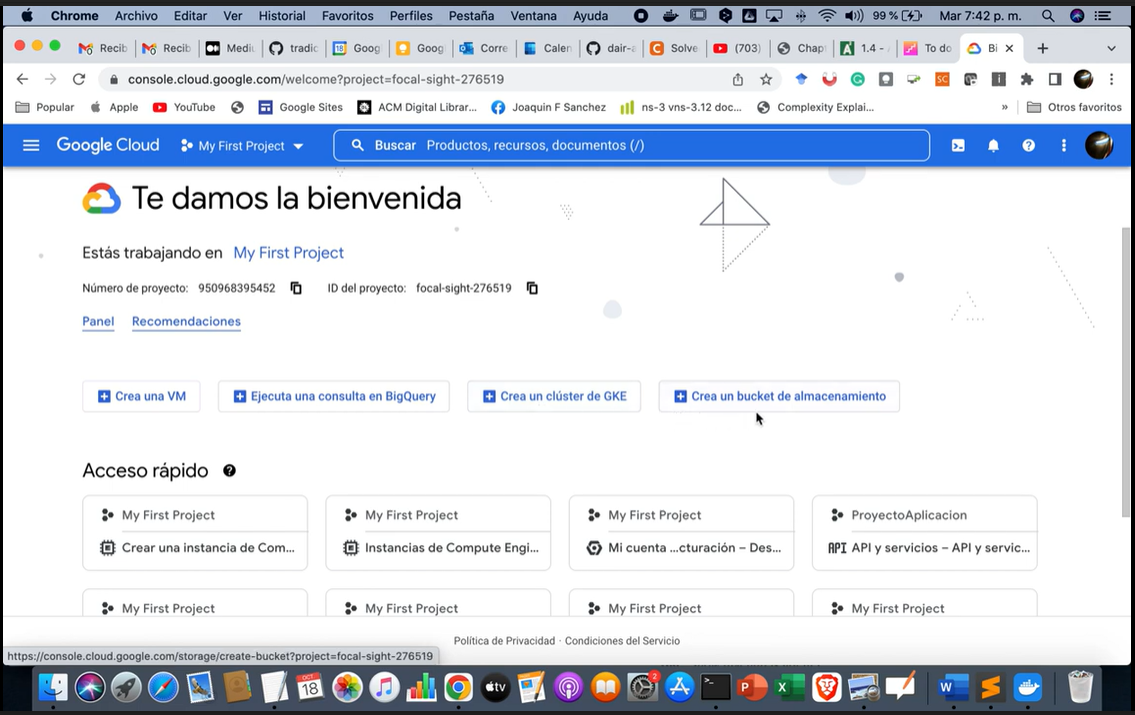 Chrome Archivo Editar Ver Historial Favoritos Perfiles Pestaña Ventana Ayuda 99 % Mar 7:42 p. m.
Recib Recib Mediu tradic Goog Goog Corre Calen dair-a Solve (703) Chap 1.4 - To do Bi
console.cloud.google.com/welcome?project=focal-sight-276519
Popular Apple YouTube Google Sites ACM Digital Librar... Joaquin F Sanchez ns-3 vns-3.12 doc... Complexity Explai... » Otros favoritos
Google Cloud My First Project Buscar Productos, recursos, documentos (/)
Te damos la bienvenida
Estás trabajando en My First Project
Número de proyecto: 950968395452 ID del proyecto: focal-sight-276519
Panel Recomendaciones
Crea una VM Ejecuta una consulta en BigQuery Crea un clúster de GKE Crea un bucket de almacenamiento
Acceso rápido
My First Project My First Project My First Project ProyectoAplicacion
Crear una instancia de Com... Instancias de Compute Engi... Mi cuenta ...cturación – Des... API API y servicios – API y servic...
My First Project My First Project My First Project My First Project
Política de Privacidad · Condiciones del Servicio
https://console.cloud.google.com/storage/create-bucket?project=focal-sight-276519
OCT 18 tv 2